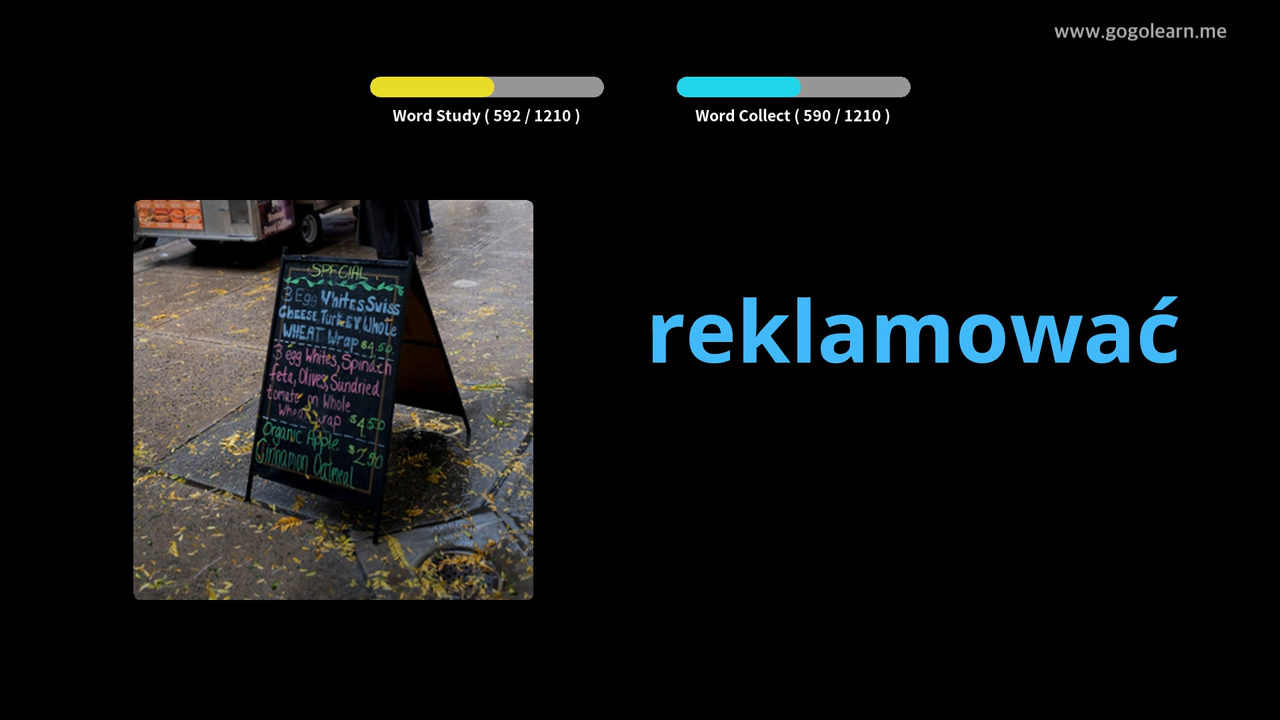 www.gogolearn.me
Word Study ( 592 / 1210 )
Word Collect ( 590 / 1210 )
SPECIAL
3 Egg Whites, Swiss
Cheese, Turkey Whole
WHEAT Wrap $4.50
3 egg Whites, Spinach
feta, Olives, Sundried
tomato on Whole
Wheat Wrap $4.50
Organic Apple
Cinnamon Oatmeal $2.50
reklamować